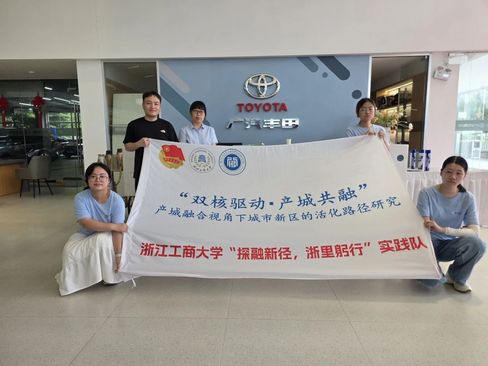 TOYOTA
广汽丰田
“双核驱动·产城共融”
产城融合视角下城市新区的活化路径研究
浙江工商大学“探融新径，浙里躬行”实践队